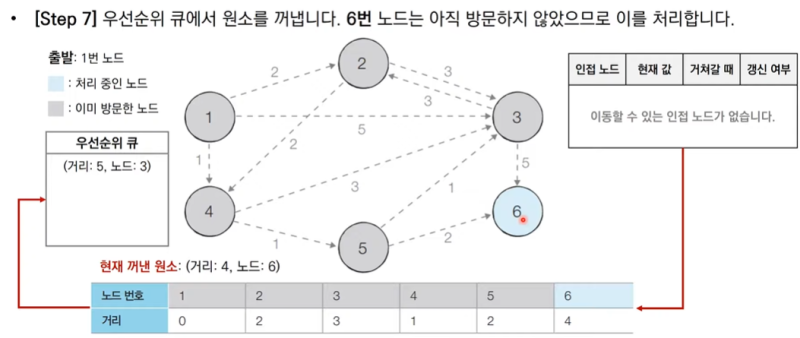 • [Step 7] 우선순위 큐에서 원소를 꺼냅니다. 6번 노드는 아직 방문하지 않았으므로 이를 처리합니다.
출발: 1번 노드
: 처리 중인 노드
: 이미 방문한 노드
우선순위 큐
(거리: 5, 노드: 3)
1
2
3
4
5
6
2
3
3
5
2
1
3
1
1
2
5
인접 노드 현재 값 거쳐갈 때 갱신 여부
이동할 수 있는 인접 노드가 없습니다.
현재 꺼낸 원소: (거리: 4, 노드: 6)
노드 번호 1 2 3 4 5 6
거리 0 2 3 1 2 4